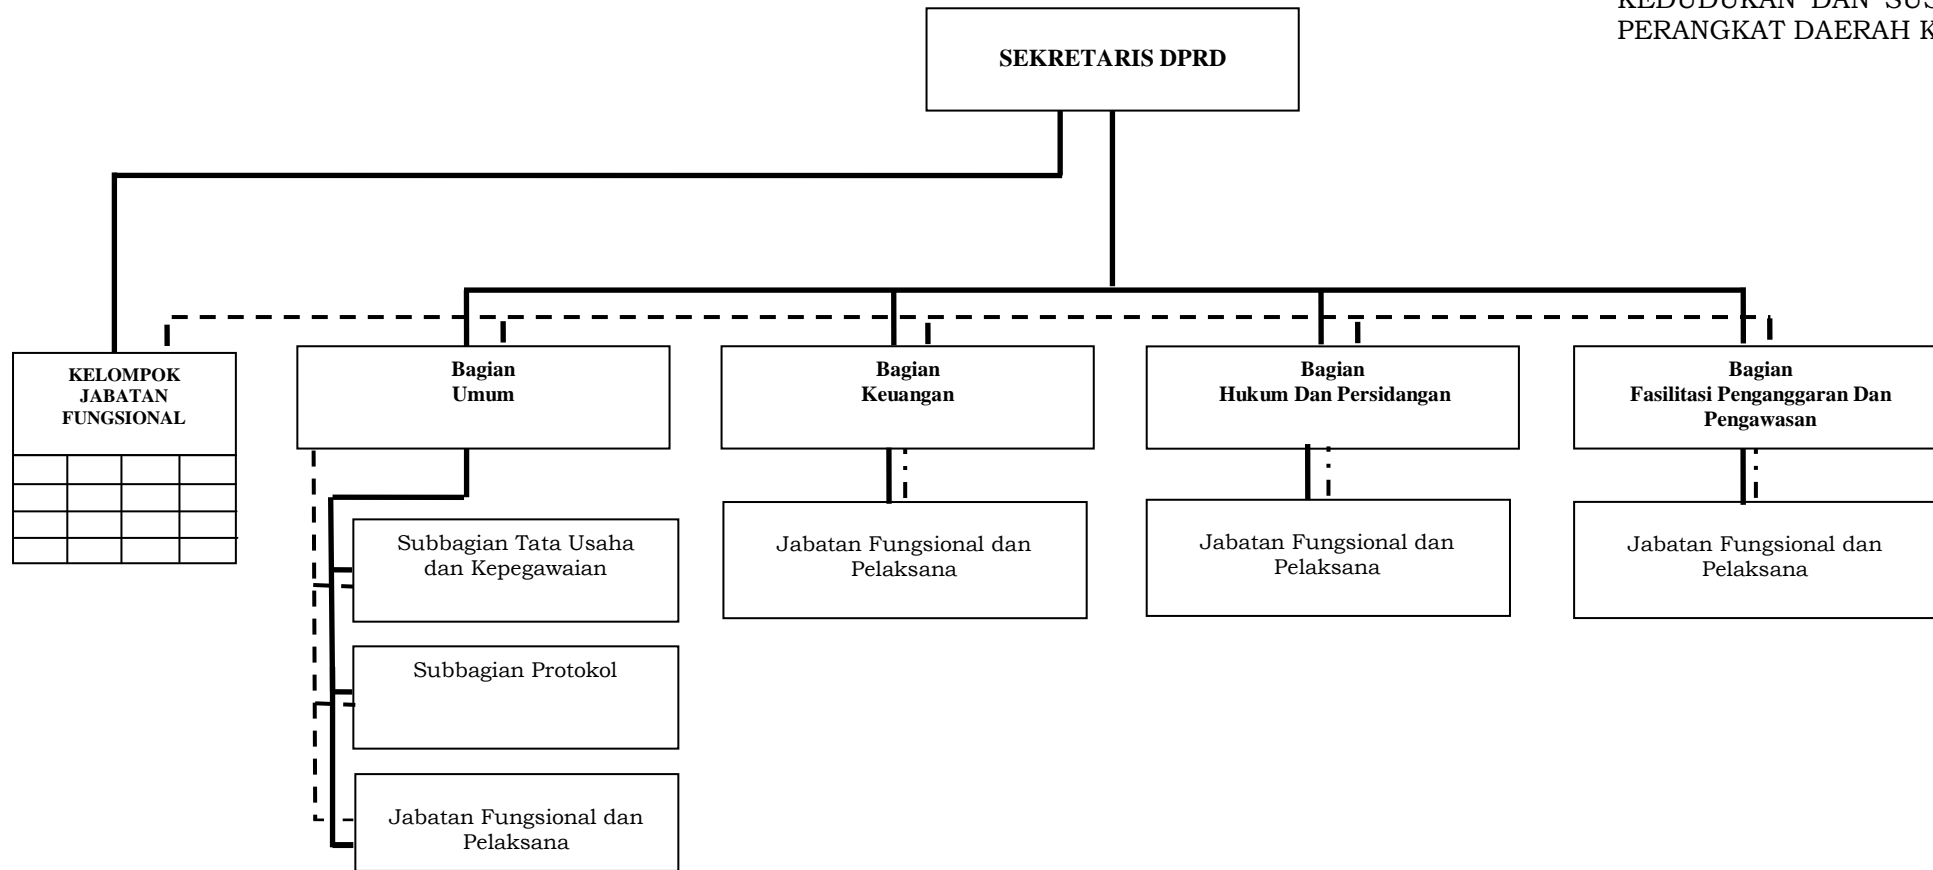 KEDUDUKAN DAN
PERANGKAT DAERAH
SEKRETARIS DPRD
KELOMPOK
JABATAN
FUNGSIONAL
Bagian
Umum
Bagian
Keuangan
Bagian
Hukum Dan Persidangan
Bagian
Fasilitasi Penganggaran Dan
Pengawasan
Subbagian Tata Usaha
dan Kepegawaian
Subbagian Protokol
Jabatan Fungsional dan
Pelaksana
Jabatan Fungsional dan
Pelaksana
Jabatan Fungsional dan
Pelaksana
Jabatan Fungsional dan
Pelaksana